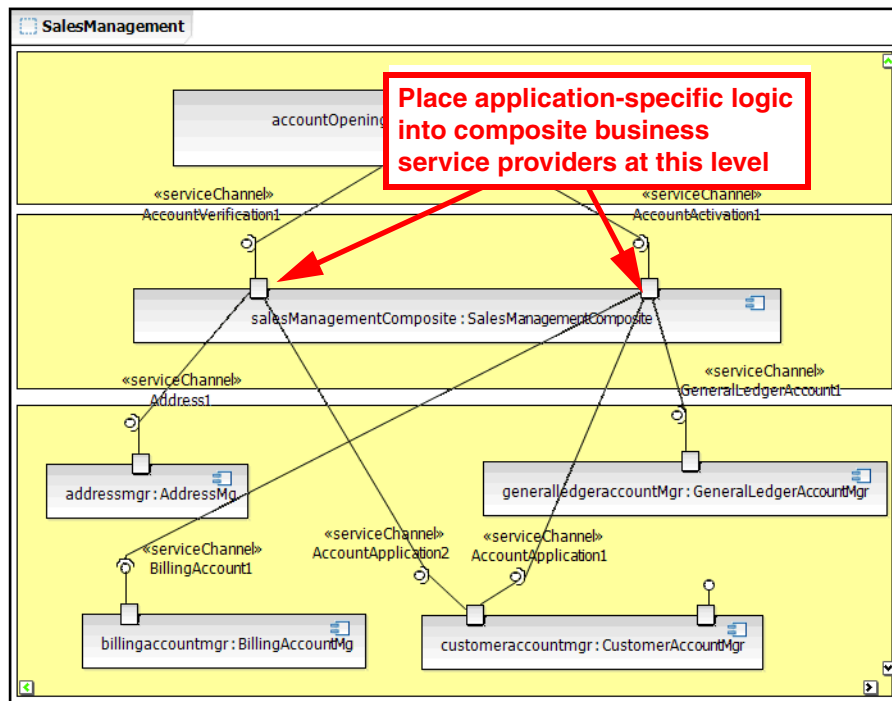 SalesManagement
Place application-specific logic
into composite business
service providers at this level
accountOpening
«serviceChannel»
AccountVerification1
«serviceChannel»
AccountActivation1
salesManagementComposite : SalesManagementComposite
«serviceChannel»
Address1
«serviceChannel»
GeneralLedgerAccount1
addressmgr : AddressMg
generalledgeraccountMgr : GeneralLedgerAccountMgr
«serviceChannel»
BillingAccount1
«serviceChannel»
AccountApplication2
«serviceChannel»
AccountApplication1
billingaccountmgr : BillingAccountMg
customeraccountmgr : CustomerAccountMgr